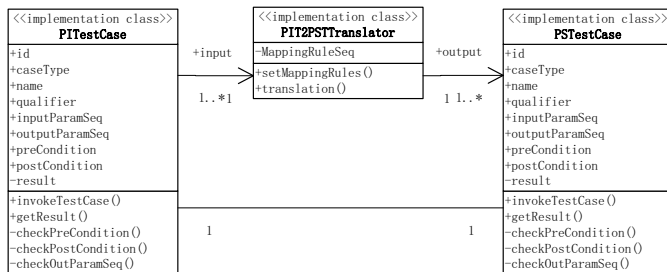 <<implementation class>>
PITestCase
+id
+caseType
+name
+qualifier
+inputParamSeq
+outputParamSeq
+preCondition
+postCondition
-result
+invokeTestCase()
+getResult()
-checkPreCondition()
-checkPostCondition()
-checkOutParamSeq()
+input
1..*1
<<implementation class>>
PIT2PSTTranslator
-MappingRuleSeq
+setMappingRules()
+translation()
+output
1 1..*
<<implementation class>>
PSTestCase
+id
+caseType
+name
+qualifier
+inputParamSeq
+outputParamSeq
+preCondition
+postCondition
-result
+invokeTestCase()
+getResult()
-checkPreCondition()
-checkPostCondition()
-checkOutParamSeq()
1
1